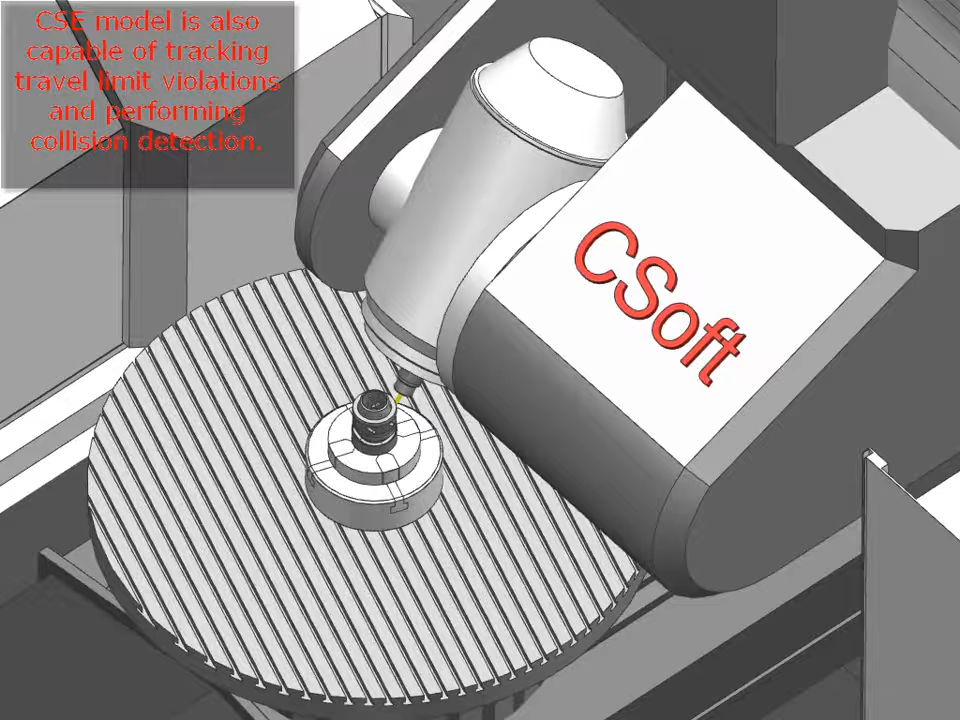 CSE model is also
capable of tracking
travel limit violations
and performing
collision detection.
CSoft